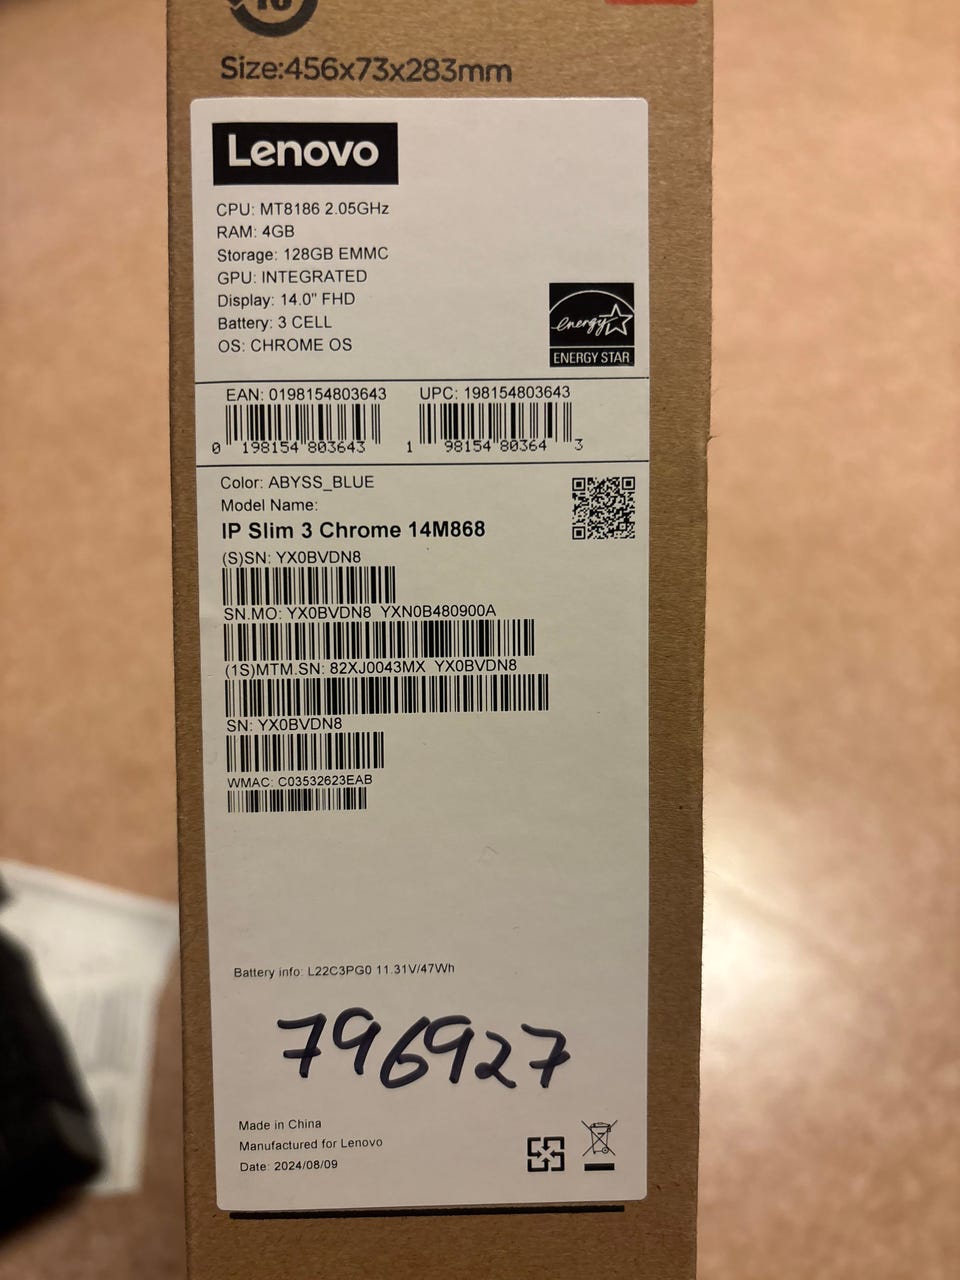 10
Size:456x73x283mm
Lenovo
CPU: MT8186 2.05GHz
RAM: 4GB
Storage: 128GB EMMC
GPU: INTEGRATED
Display: 14.0" FHD
Battery: 3 CELL
OS: CHROME OS
energy
ENERGY STAR
EAN: 0198154803643 UPC: 198154803643
0 198154 803643 1 98154 80364 3
Color: ABYSS_BLUE
Model Name:
IP Slim 3 Chrome 14M868
(S)SN: YX0BVDN8
SN.MO: YX0BVDN8 YXN0B480900A
(1S)MTM.SN: 82XJ0043MX YX0BVDN8
SN: YX0BVDN8
WMAC: C03532623EAB
Battery info: L22C3PG0 11.31V/47Wh
796927
Made in China
Manufactured for Lenovo
Date: 2024/08/09